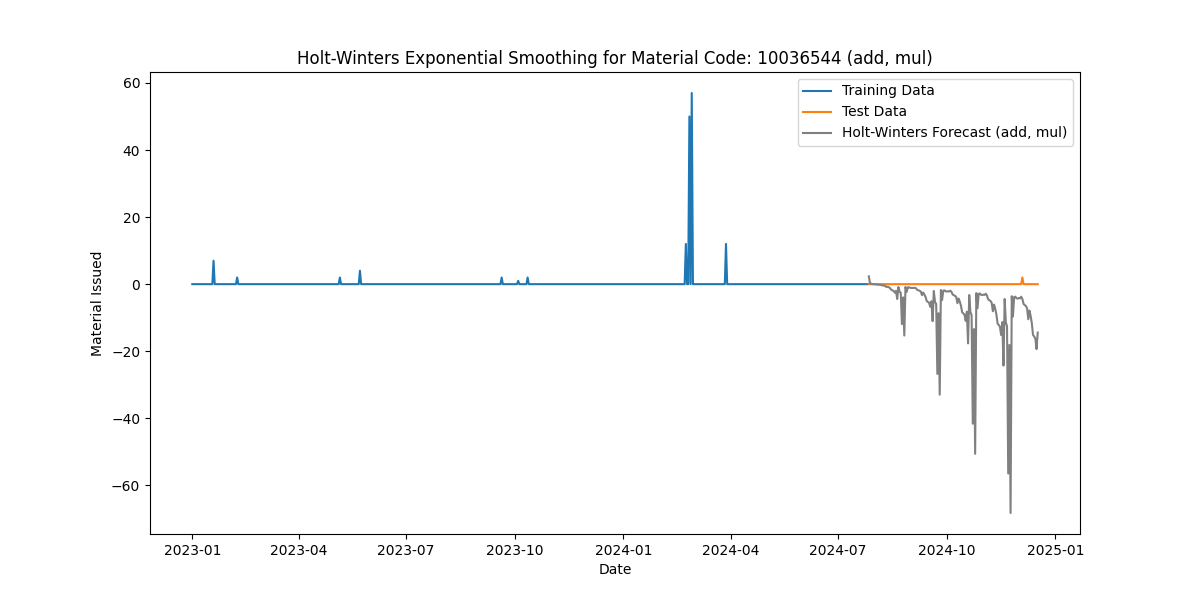 Holt-Winters Exponential Smoothing for Material Code: 10036544 (add, mul)
Training Data
Test Data
Holt-Winters Forecast (add, mul)
Material Issued
60
40
20
0
−20
−40
−60
2023-01
2023-04
2023-07
2023-10
2024-01
2024-04
2024-07
2024-10
2025-01
Date